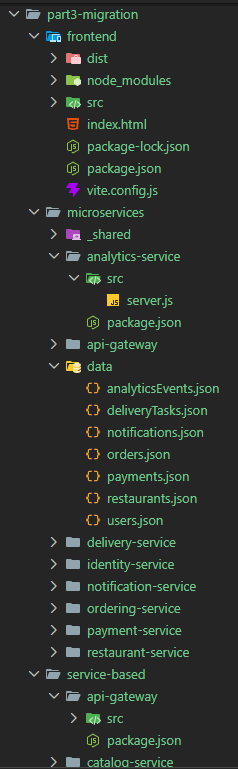 part3-migration
frontend
dist
node_modules
src
index.html
package-lock.json
package.json
vite.config.js
microservices
_shared
analytics-service
src
server.js
package.json
api-gateway
data
analyticsEvents.json
deliveryTasks.json
notifications.json
orders.json
payments.json
restaurants.json
users.json
delivery-service
identity-service
notification-service
ordering-service
payment-service
restaurant-service
service-based
api-gateway
src
package.json
catalog-service